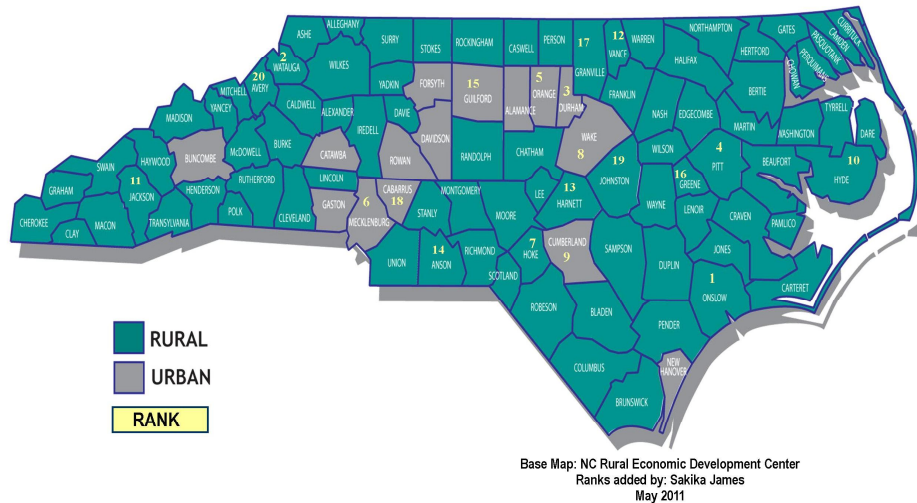 ALLEGHANY
ASHE
SURRY
STOKES
ROCKINGHAM
CASWELL
PERSON
17
12
VANCE
WARREN
NORTHAMPTON
GATES
CURRITUCK
CAMDEN
PASQUOTANK
PERQUIMANS
CHOWAN
HERTFORD
HALIFAX
GRANVILLE
2
WATAUGA
WILKES
YADKIN
FORSYTH
15
GUILFORD
ALAMANCE
5
ORANGE
3
DURHAM
FRANKLIN
NASH
EDGECOMBE
BERTIE
MARTIN
WASHINGTON
TYRRELL
DARE
20
AVERY
MITCHELL
YANCEY
MADISON
CALDWELL
ALEXANDER
IREDELL
DAVIE
DAVIDSON
RANDOLPH
CHATHAM
WAKE
8
WILSON
4
PITT
BEAUFORT
10
HYDE
HAYWOOD
BUNCOMBE
McDOWELL
BURKE
CATAWBA
ROWAN
SWAIN
GRAHAM
CHEROKEE
CLAY
MACON
11
JACKSON
TRANSYLVANIA
HENDERSON
POLK
RUTHERFORD
CLEVELAND
LINCOLN
GASTON
6
MECKLENBURG
CABARRUS
18
STANLY
MONTGOMERY
MOORE
LEE
13
HARNETT
19
JOHNSTON
WAYNE
16
GREENE
LENOIR
CRAVEN
PAMLICO
UNION
14
ANSON
RICHMOND
SCOTLAND
7
HOKE
CUMBERLAND
9
SAMPSON
DUPLIN
JONES
1
ONSLOW
CARTERET
ROBESON
BLADEN
PENDER
COLUMBUS
BRUNSWICK
NEW
HANOVER
RURAL
URBAN
RANK
Base Map: NC Rural Economic Development Center
Ranks added by: Sakika James
May 2011